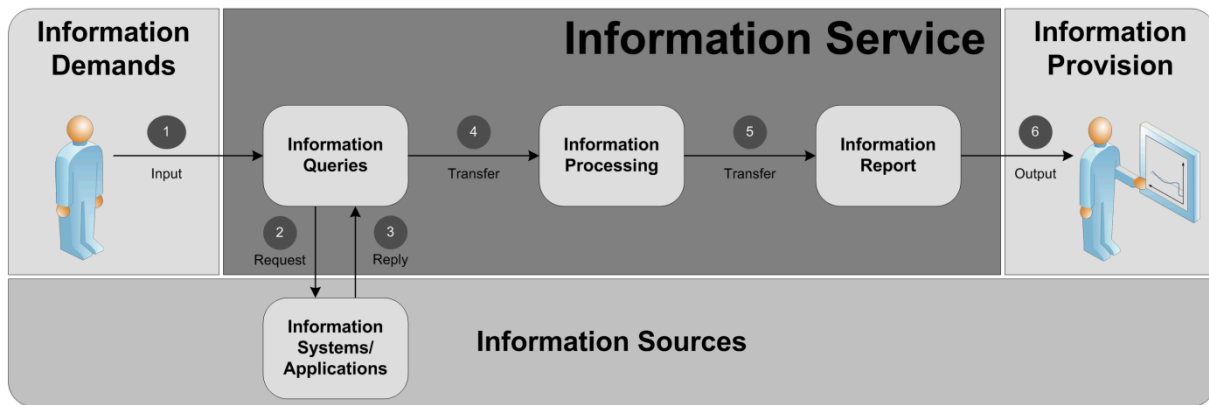 Information
Demands
Information Service
Information
Provision
1
Input
Information
Queries
4
Transfer
Information
Processing
5
Transfer
Information
Report
6
Output
2
Request
3
Reply
Information
Systems/
Applications
Information Sources